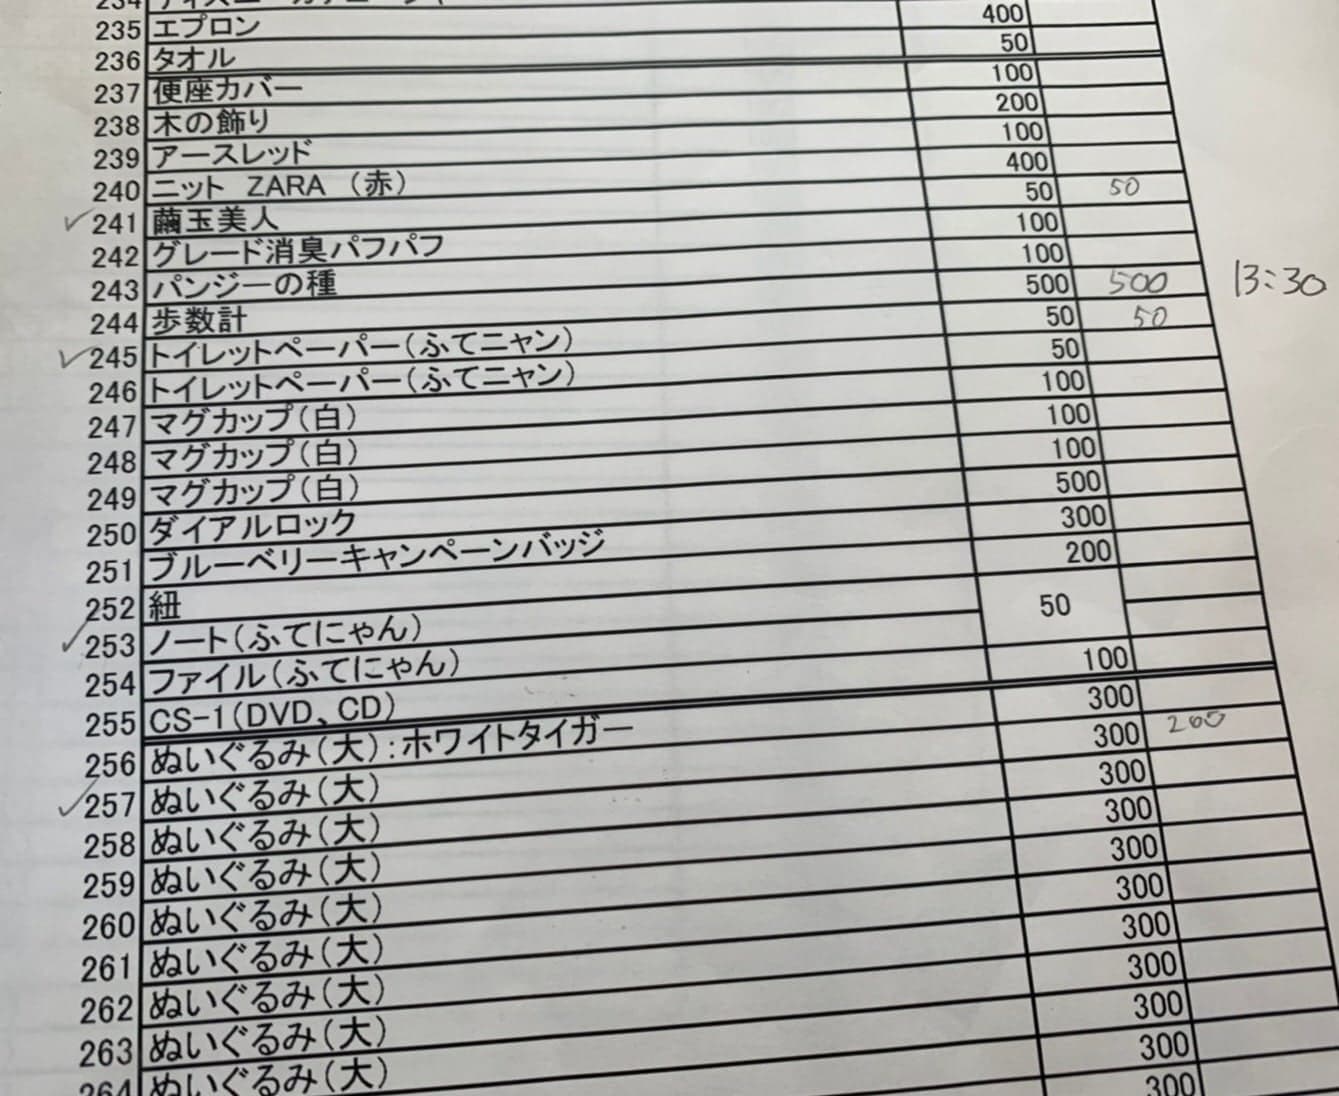 235 エプロン 400
236 タオル 50
237 便座カバー 100
238 木の飾り 200
239 アースレッド 100
240 ニット ZARA (赤) 400
✓ 241 繭玉美人 50 50
242 グレード消臭パフパフ 100
243 パンジーの種 100
244 歩数計 500 500 13:30
✓ 245 トイレットペーパー(ふてニャン) 50 50
246 トイレットペーパー(ふてニャン) 50
247 マグカップ(白) 100
248 マグカップ(白) 100
249 マグカップ(白) 100
250 ダイアルロック 500
251 ブルーベリーキャンペーンバッジ 300
252 紐 200
✓ 253 ノート(ふてにゃん) 50
254 ファイル(ふてにゃん)
255 CS-1(DVD、CD) 100
256 ぬいぐるみ(大):ホワイトタイガー 300
✓ 257 ぬいぐるみ(大) 300 200
258 ぬいぐるみ(大) 300
259 ぬいぐるみ(大) 300
260 ぬいぐるみ(大) 300
261 ぬいぐるみ(大) 300
262 ぬいぐるみ(大) 300
263 ぬいぐるみ(大) 300
264 ぬいぐるみ(大) 300
300
300